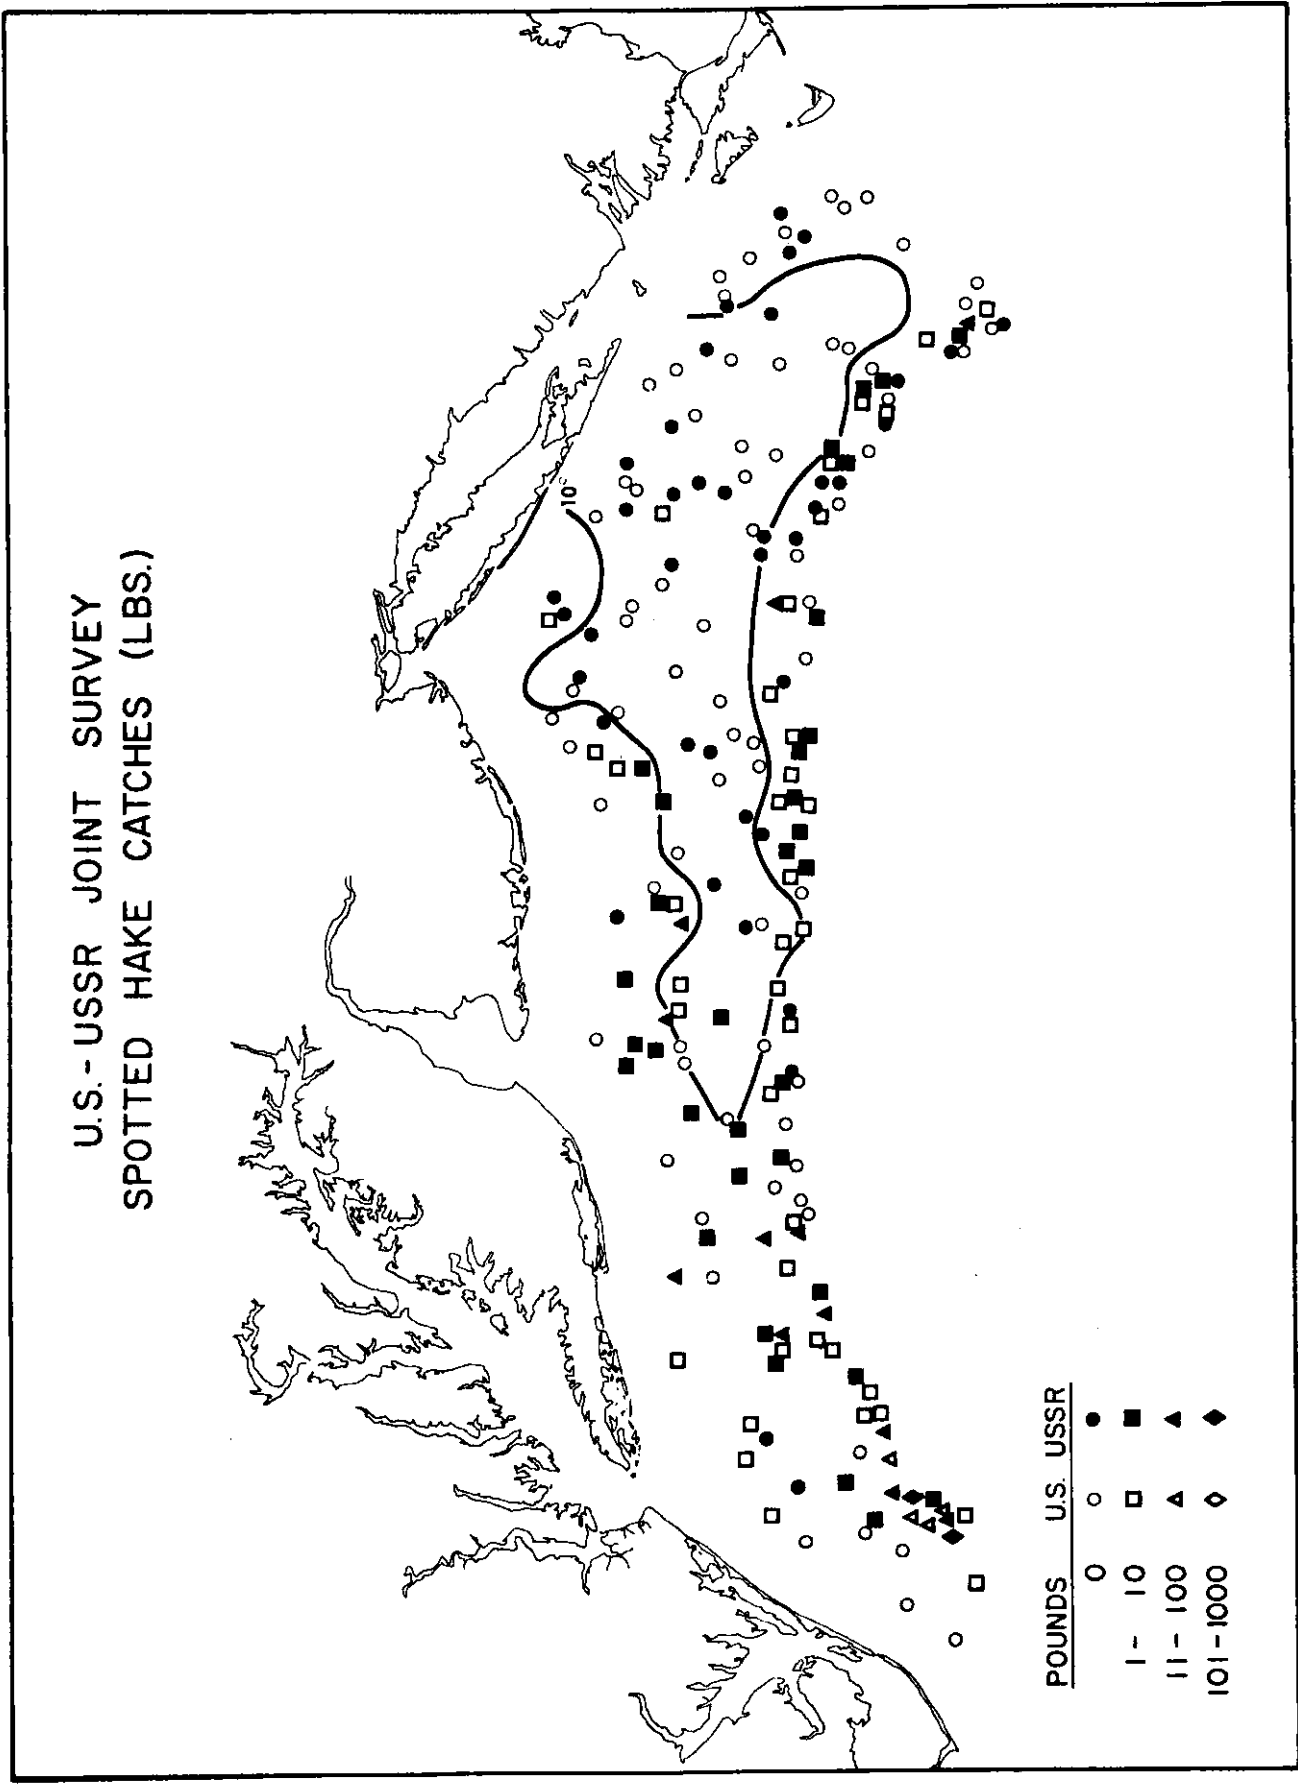 U.S.-USSR JOINT SURVEY
SPOTTED HAKE CATCHES (LBS.)
10°
POUNDS U.S. USSR
0
1 - 10
11 - 100
101 - 1000